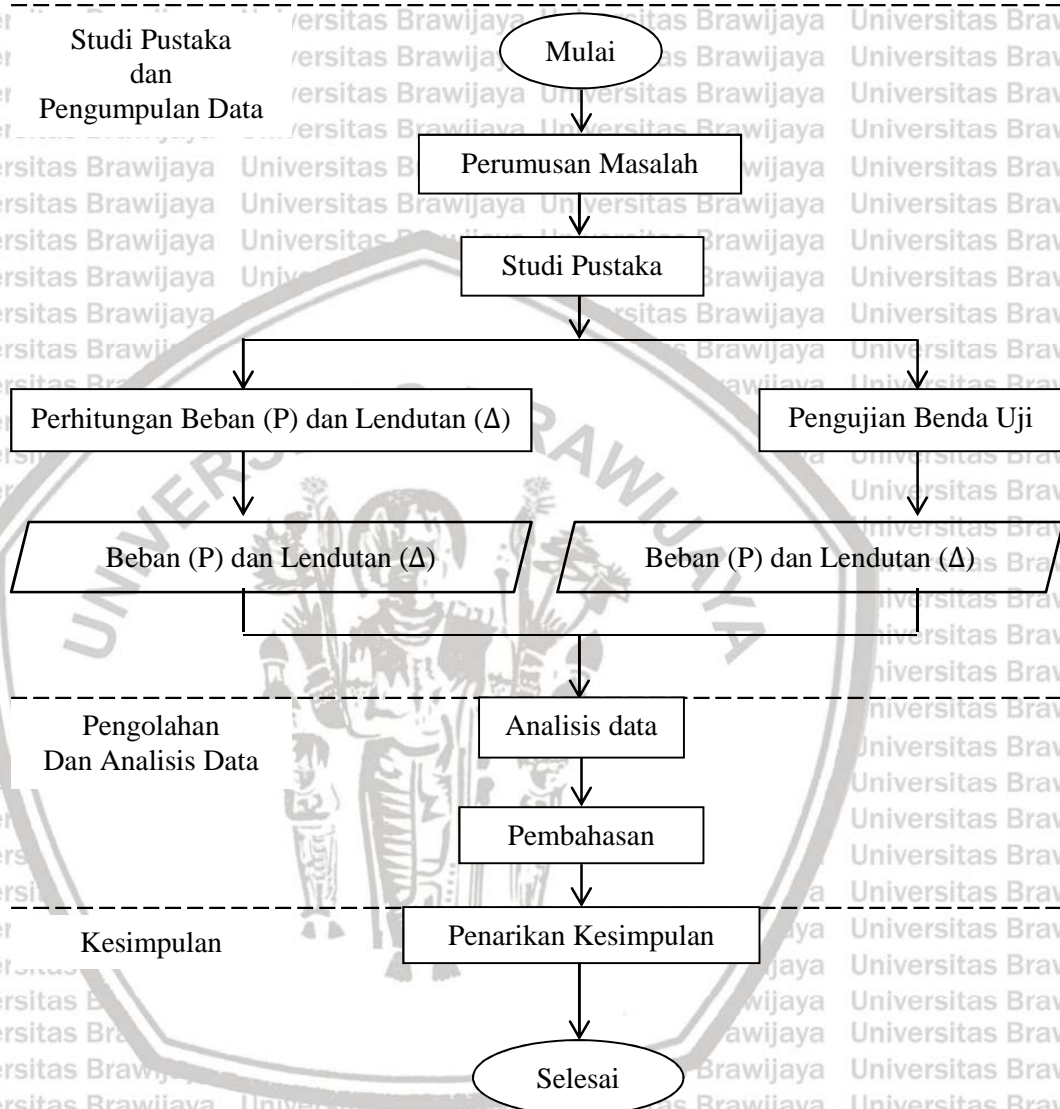 Studi Pustaka
dan
Pengumpulan Data
Mulai
Perumusan Masalah
Studi Pustaka
Perhitungan Beban (P) dan Lendutan (Δ)
Pengujian Benda Uji
Beban (P) dan Lendutan (Δ)
Beban (P) dan Lendutan (Δ)
Pengolahan
Dan Analisis Data
Analisis data
Pembahasan
Kesimpulan
Penarikan Kesimpulan
Selesai